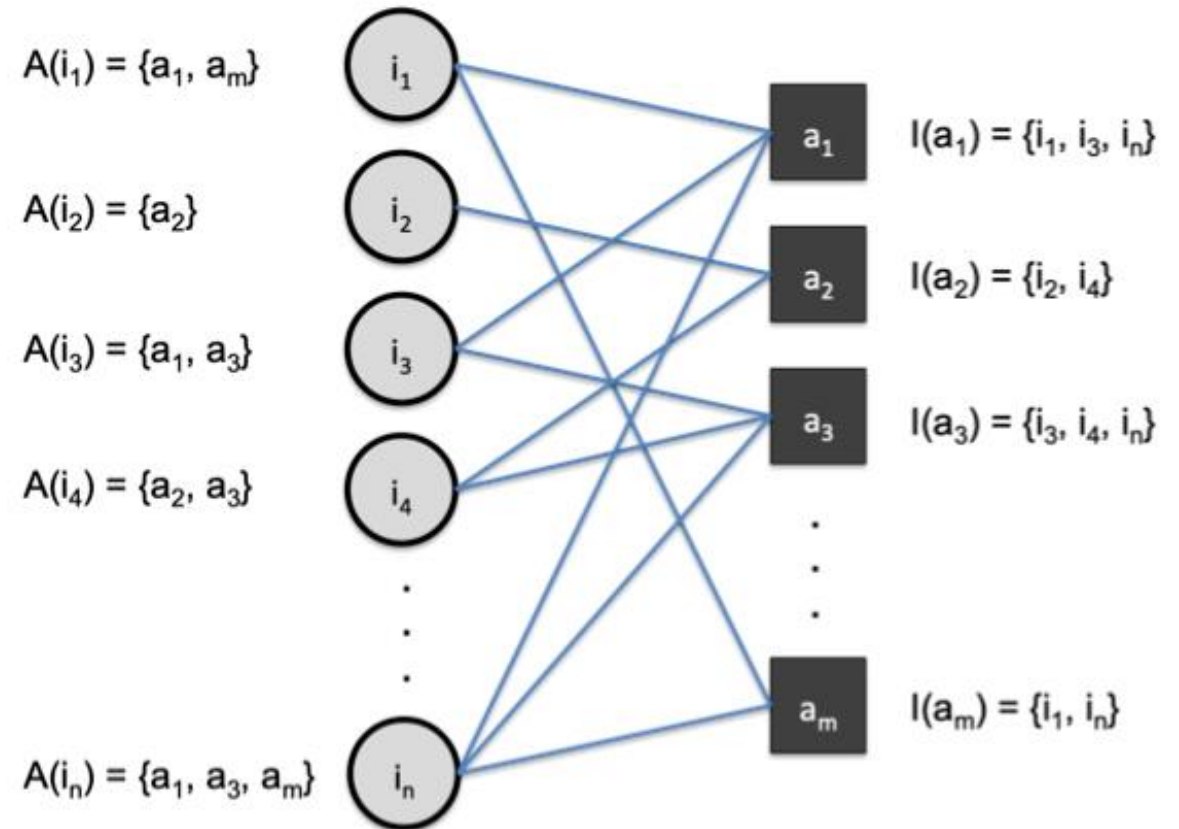 A(i₁) = {a₁, aₘ}
i₁
a₁
I(a₁) = {i₁, i₃, iₙ}
A(i₂) = {a₂}
i₂
a₂
I(a₂) = {i₂, i₄}
A(i₃) = {a₁, a₃}
i₃
a₃
I(a₃) = {i₃, i₄, iₙ}
A(i₄) = {a₂, a₃}
i₄
aₘ
I(aₘ) = {i₁, iₙ}
A(iₙ) = {a₁, a₃, aₘ}
iₙ